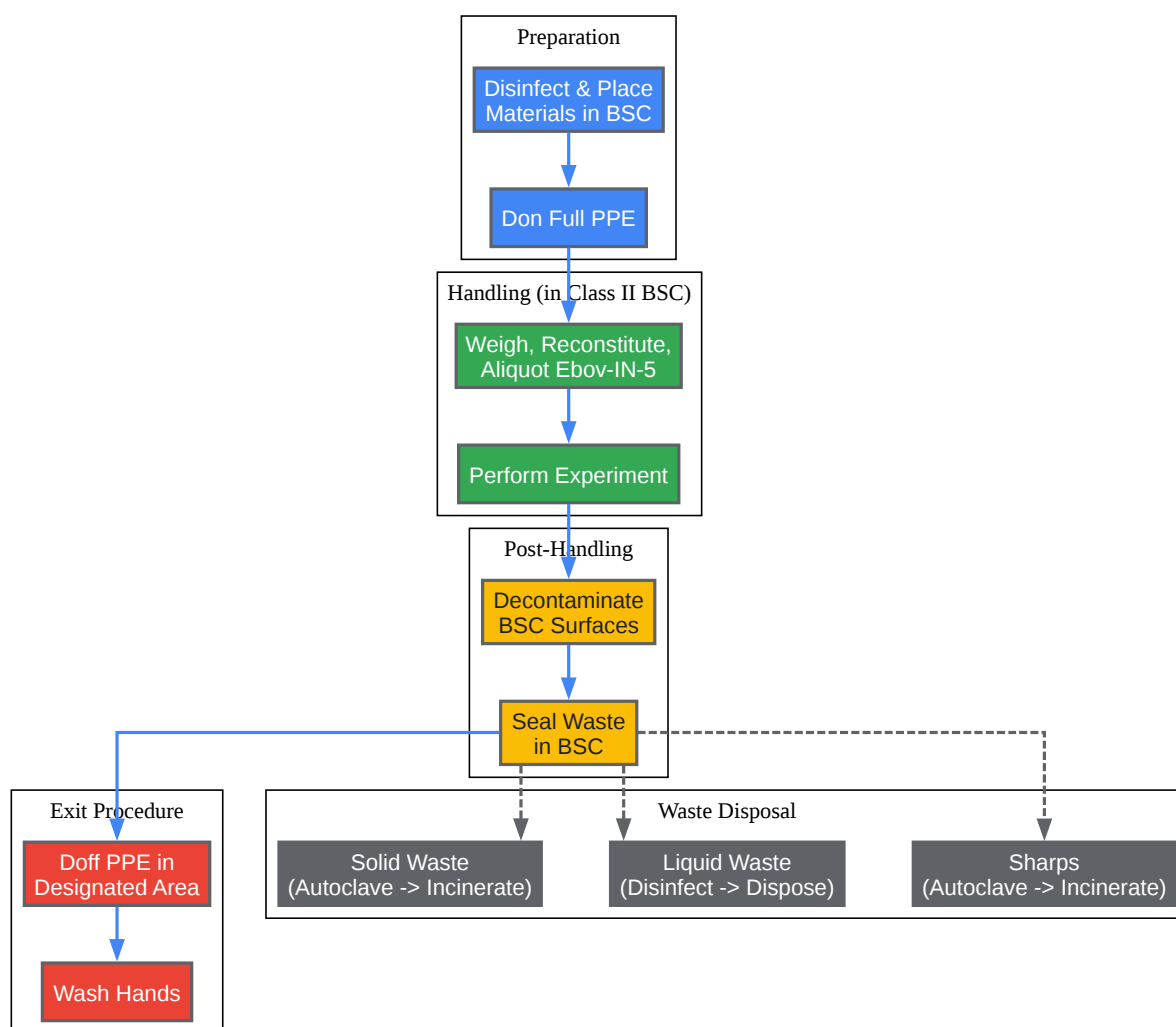 Preparation
Disinfect & Place
Materials in BSC
Don Full PPE
Handling (in Class II BSC)
Weigh, Reconstitute,
Aliquot Ebov-IN-5
Perform Experiment
Post-Handling
Decontaminate
BSC Surfaces
Seal Waste
in BSC
Exit Procedure
Doff PPE in
Designated Area
Wash Hands
Waste Disposal
Solid Waste
(Autoclave -> Incinerate)
Liquid Waste
(Disinfect -> Dispose)
Sharps
(Autoclave -> Incinerate)